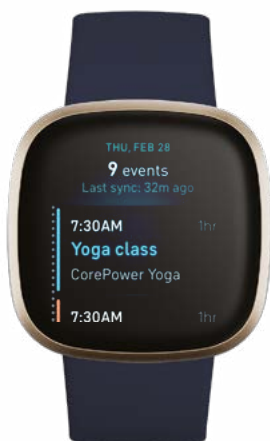 THU, FEB 28
9 events
Last sync: 32m ago
7:30AM 1hr
Yoga class
CorePower Yoga
7:30AM 1hr